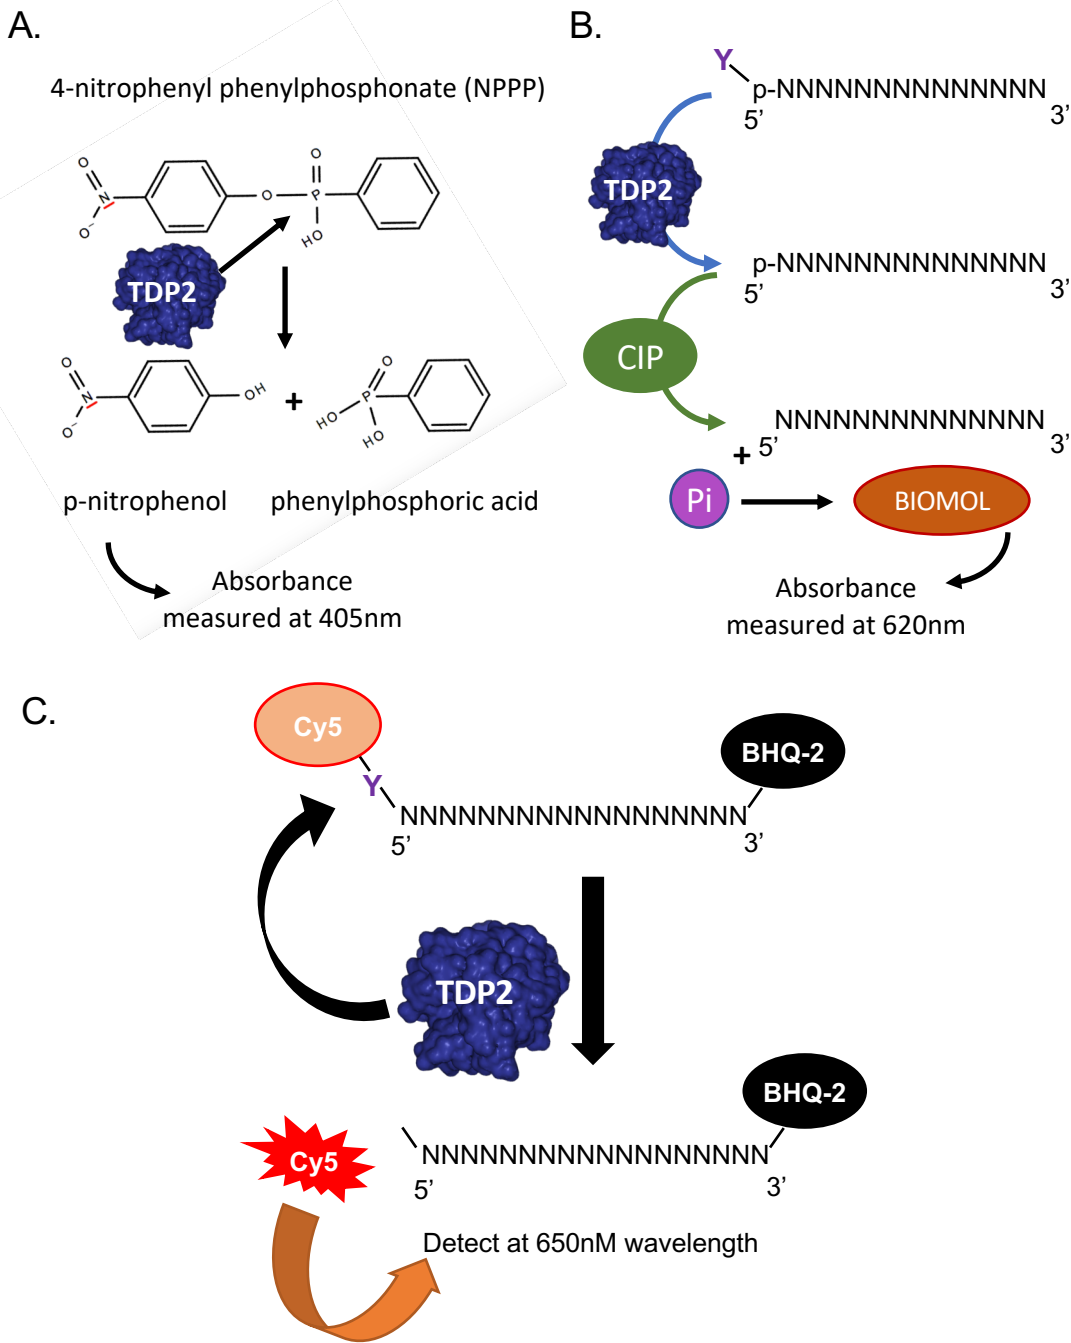 A.
4-nitrophenyl phenylphosphonate (NPPP)
O
N
O⁻
O
O
P
HO
TDP2
O
N
O⁻
OH
+
O
P
HO
HO
p-nitrophenol
phenylphosphoric acid
Absorbance
measured at 405nm
B.
Y
p-NNNNNNNNNNNNNN
5’
3’
TDP2
p-NNNNNNNNNNNNNN
5’
3’
CIP
NNNNNNNNNNNNNN
+
5’
3’
Pi
BIOMOL
Absorbance
measured at 620nm
C.
Cy5
BHQ-2
Y
NNNNNNNNNNNNNNNNNN
5’
3’
TDP2
BHQ-2
Cy5
NNNNNNNNNNNNNNNNNN
5’
3’
Detect at 650nM wavelength